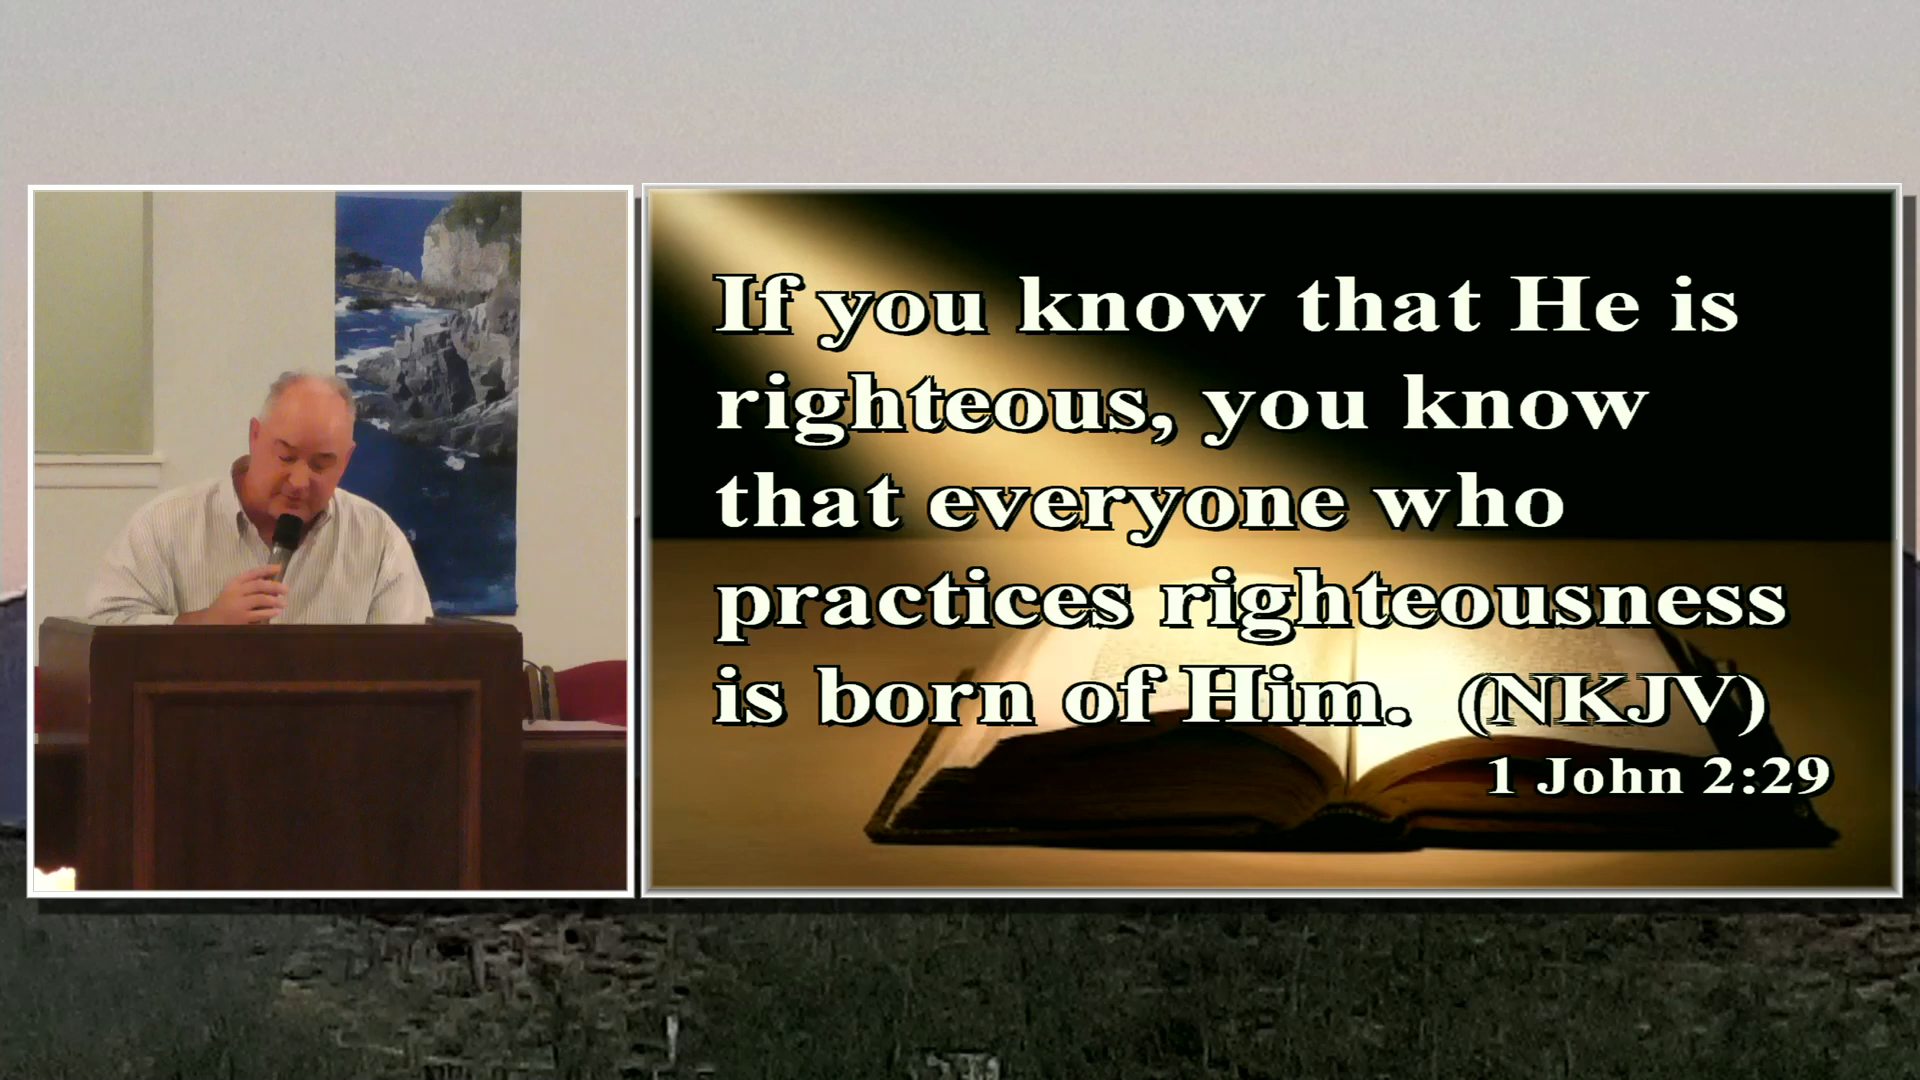 If you know that He is
righteous, you know
that everyone who
practices righteousness
is born of Him. (NKJV)
1 John 2:29